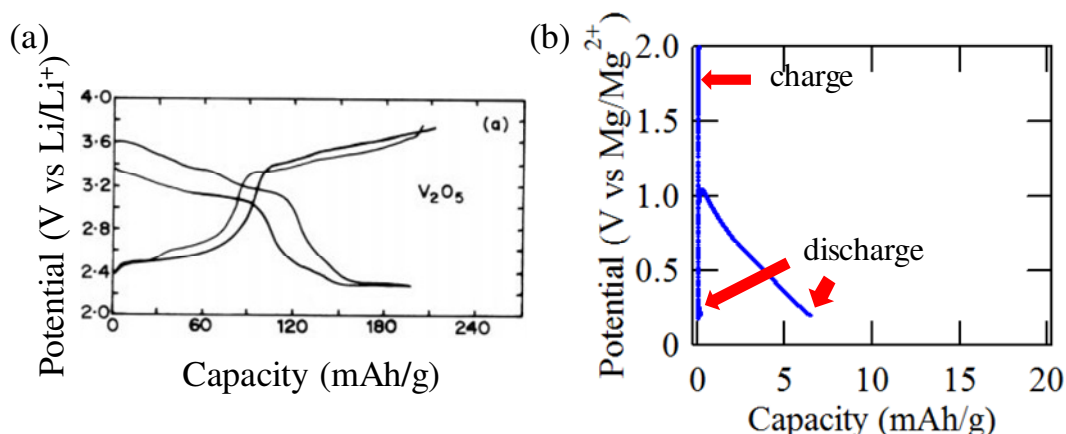 (a)
Potential (V vs Li/Li⁺)
4·0
3·6
3·2
2·8
2·4
2·0
(a)
V₂O₅
0 60 120 180 240
Capacity (mAh/g)
(b)
Potential (V vs Mg/Mg²⁺)
2.0
1.5
1.0
0.5
0
charge
discharge
0 5 10 15 20
Capacity (mAh/g)